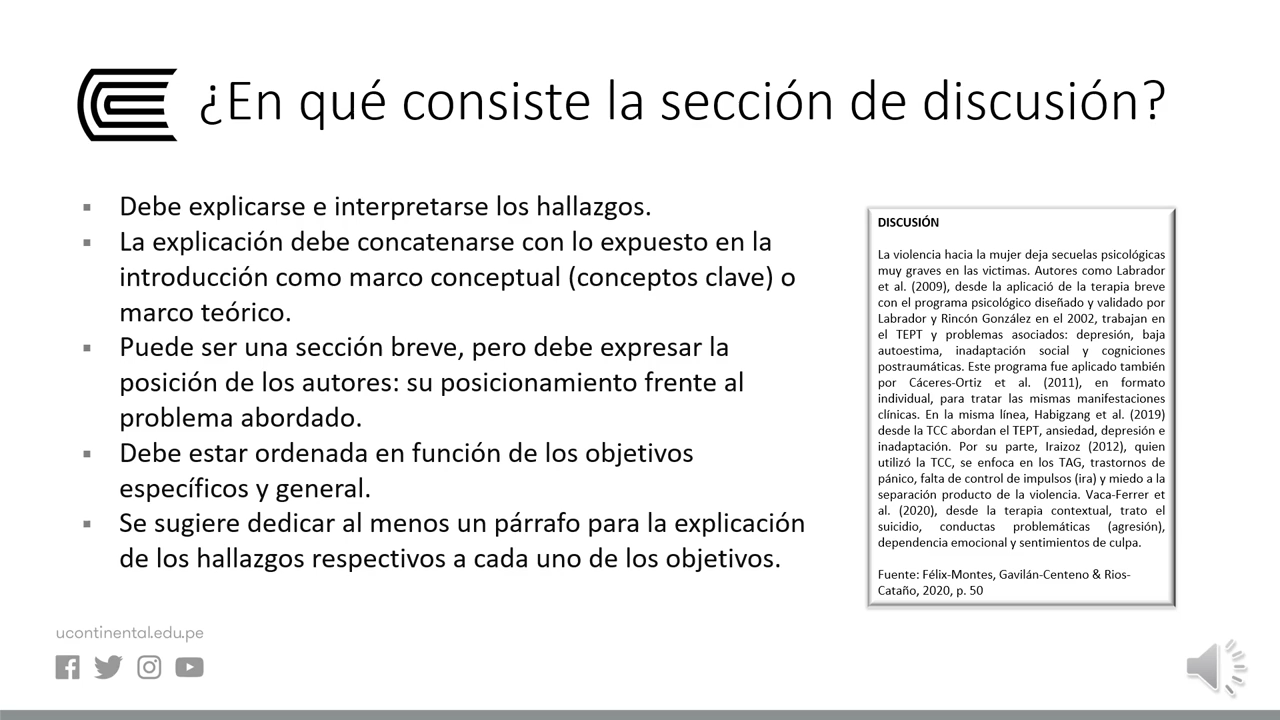 ¿En qué consiste la sección de discusión?
▪ Debe explicarse e interpretarse los hallazgos.
▪ La explicación debe concatenarse con lo expuesto en la
introducción como marco conceptual (conceptos clave) o
marco teórico.
▪ Puede ser una sección breve, pero debe expresar la
posición de los autores: su posicionamiento frente al
problema abordado.
▪ Debe estar ordenada en función de los objetivos
específicos y general.
▪ Se sugiere dedicar al menos un párrafo para la explicación
de los hallazgos respectivos a cada uno de los objetivos.
DISCUSIÓN
La violencia hacia la mujer deja secuelas psicológicas
muy graves en las victimas. Autores como Labrador
et al. (2009), desde la aplicació de la terapia breve
con el programa psicológico diseñado y validado por
Labrador y Rincón González en el 2002, trabajan en
el TEPT y problemas asociados: depresión, baja
autoestima, inadaptación social y cogniciones
postraumáticas. Este programa fue aplicado también
por Cáceres-Ortiz et al. (2011), en formato
individual, para tratar las mismas manifestaciones
clínicas. En la misma línea, Habigzang et al. (2019)
desde la TCC abordan el TEPT, ansiedad, depresión e
inadaptación. Por su parte, Iraizoz (2012), quien
utilizó la TCC, se enfoca en los TAG, trastornos de
pánico, falta de control de impulsos (ira) y miedo a la
separación producto de la violencia. Vaca-Ferrer et
al. (2020), desde la terapia contextual, trato el
suicidio, conductas problemáticas (agresión),
dependencia emocional y sentimientos de culpa.
Fuente: Félix-Montes, Gavilán-Centeno & Rios-
Cataño, 2020, p. 50
ucontinental.edu.pe